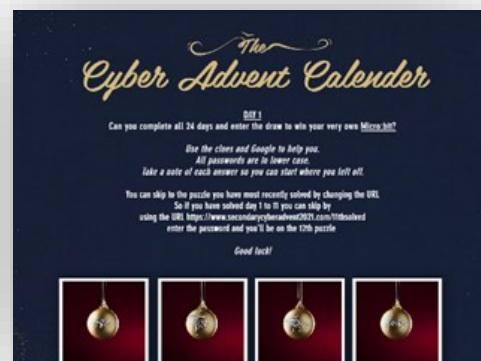 The
Cyber Advent Calender
DAY 1
Can you complete all 24 days and enter the draw to win your very own Micro:bit?
Use the clues and Google to help you.
All passwords are in lower case.
Take a note of each answer so you can start where you left off.
You can skip to the puzzle you have most recently solved by changing the URL
So if you have solved day 1 to 11 you can skip by
using the URL https://www.secondarycyberadvent2021.com/11thsolved
enter the password and you'll be on the 12th puzzle
Good luck!